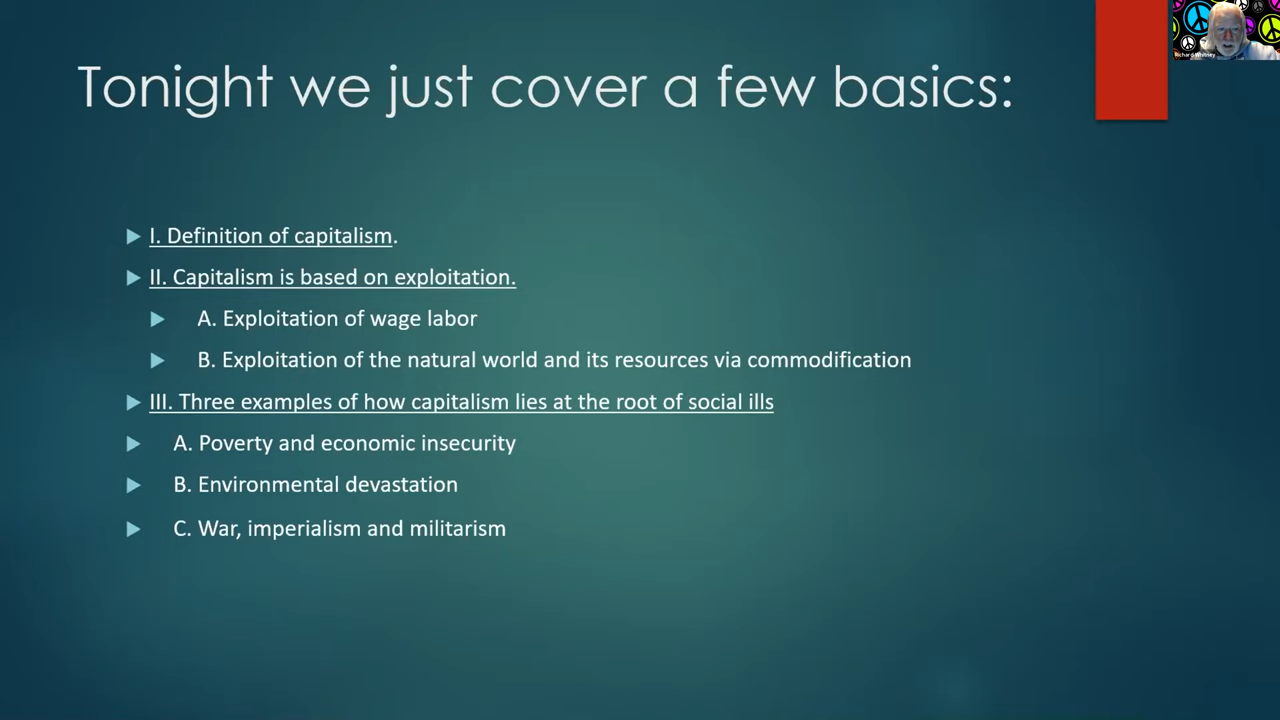 Tonight we just cover a few basics:
Richard Whitney
I. Definition of capitalism.
II. Capitalism is based on exploitation.
A. Exploitation of wage labor
B. Exploitation of the natural world and its resources via commodification
III. Three examples of how capitalism lies at the root of social ills
A. Poverty and economic insecurity
B. Environmental devastation
C. War, imperialism and militarism